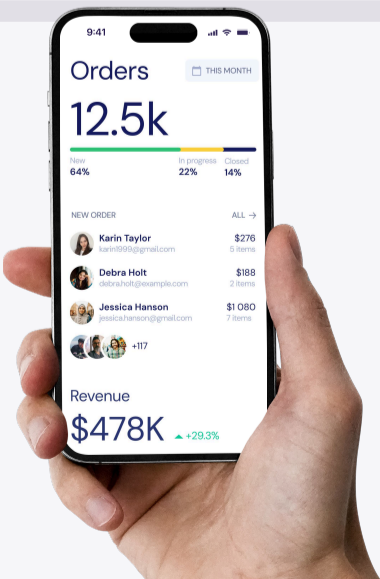 9:41
Orders
THIS MONTH
12.5k
New In progress Closed
64% 22% 14%
NEW ORDER ALL →
Karin Taylor $276
karin1999@gmail.com 5 items
Debra Holt $188
debra.holt@example.com 2 items
Jessica Hanson $1 080
jessica.hanson@gmail.com 7 items
+117
Revenue
$478K +29.3%